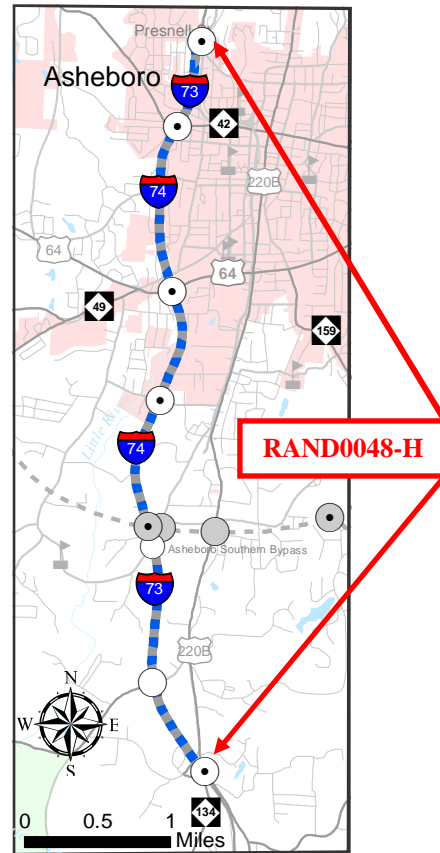 Presnell
Asheboro
73
42
74
220B
64
64
49
159
Little River
RAND0048-H
74
Asheboro Southern Bypass
73
220B
N
W
E
S
134
0 0.5 1
Miles